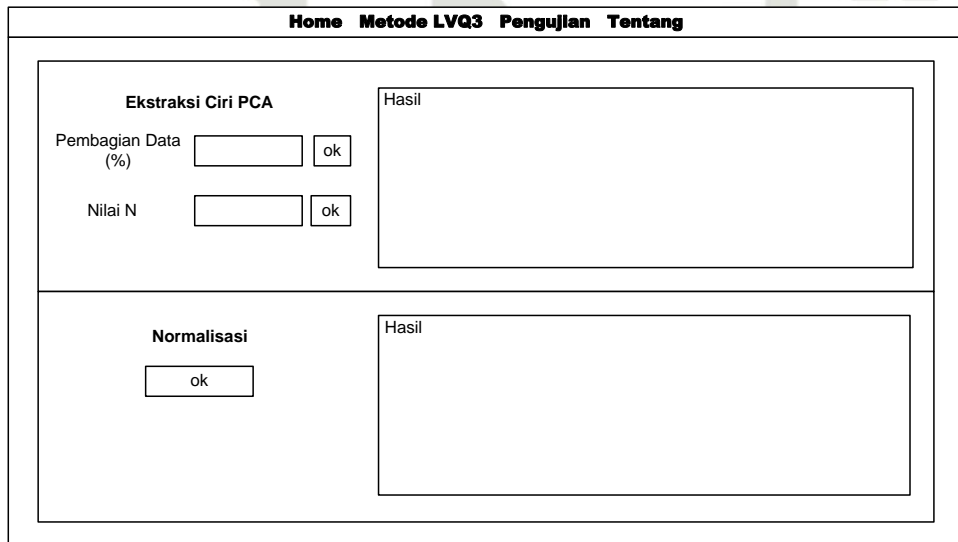 Home Metode LVQ3 Pengujian Tentang
Ekstraksi Ciri PCA
Pembagian Data
(%)
ok
Nilai N
ok
Hasil
Normalisasi
ok
Hasil